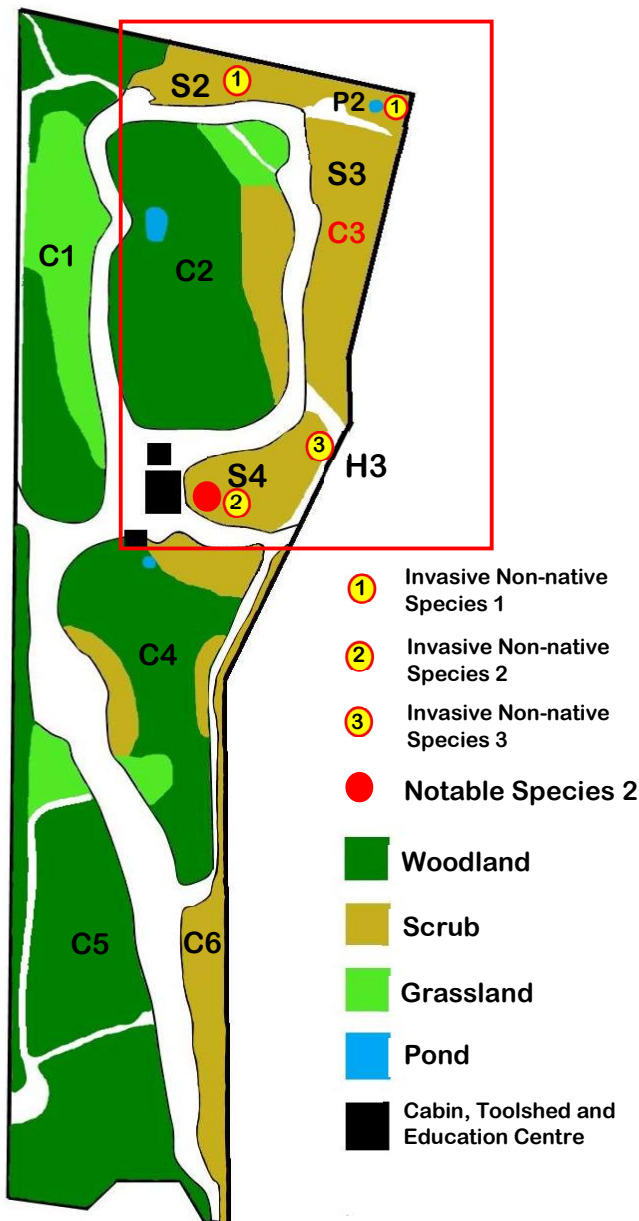 S2
1
P2
1
S3
C3
C1
C2
3
H3
S4
2
1
Invasive Non-native
Species 1
2
Invasive Non-native
Species 2
3
Invasive Non-native
Species 3
Notable Species 2
C4
Woodland
Scrub
C5
C6
Grassland
Pond
Cabin, Toolshed and
Education Centre